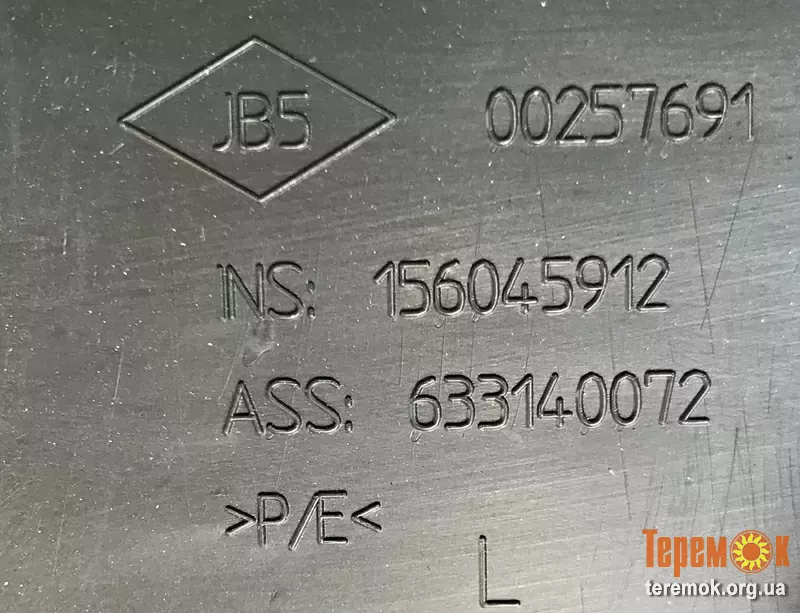 JB5 00257691
INS: 156045912
ASS: 633140072
>P/E<
L
Теремок
teremok.org.ua